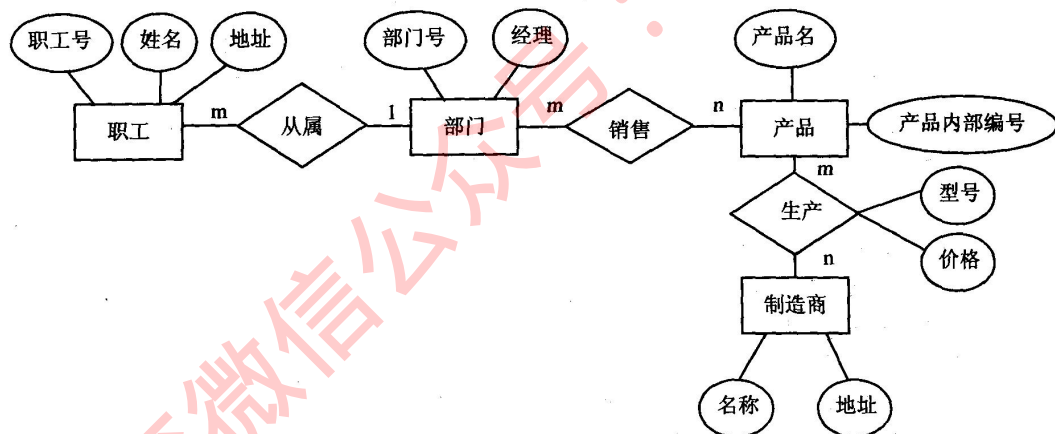 职工号 姓名 地址 部门号 经理 产品名
职工 m 从属 1 部门 m 销售 n 产品 产品内部编号
m
生产 型号
价格
n
制造商
名称 地址
微信公众号：